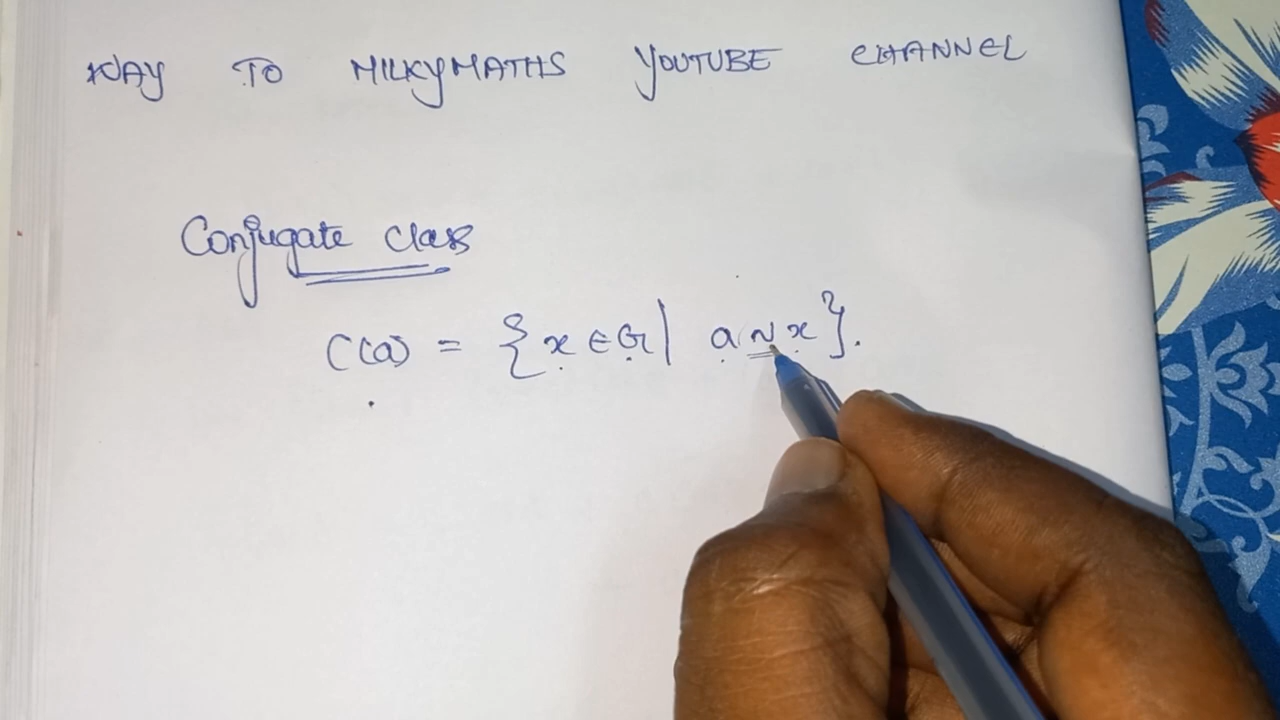 WAY TO MILKYMATHS YOUTUBE CHANNEL
Conjugate class
C(a) = {x ∈ G | a ~ x}.